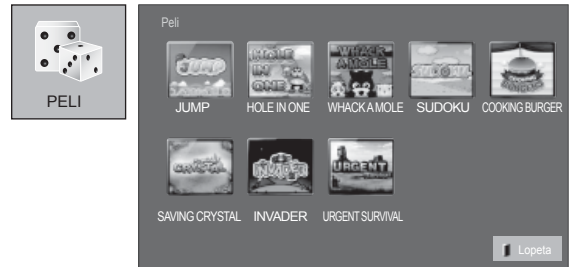 PELI
Peli
JUMP
HOLE IN ONE
WHACK A MOLE
SUDOKU
COOKING BURGER
SAVING CRYSTAL
INVADER
URGENT SURVIVAL
Lopeta